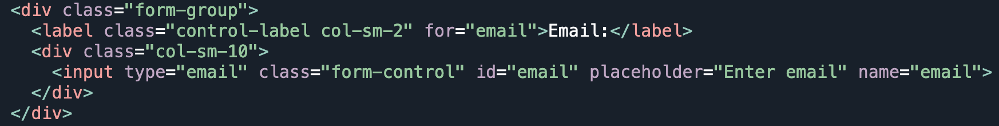 <div class="form-group">
  <label class="control-label col-sm-2" for="email">Email:</label>
  <div class="col-sm-10">
    <input type="email" class="form-control" id="email" placeholder="Enter email" name="email">
  </div>
</div>